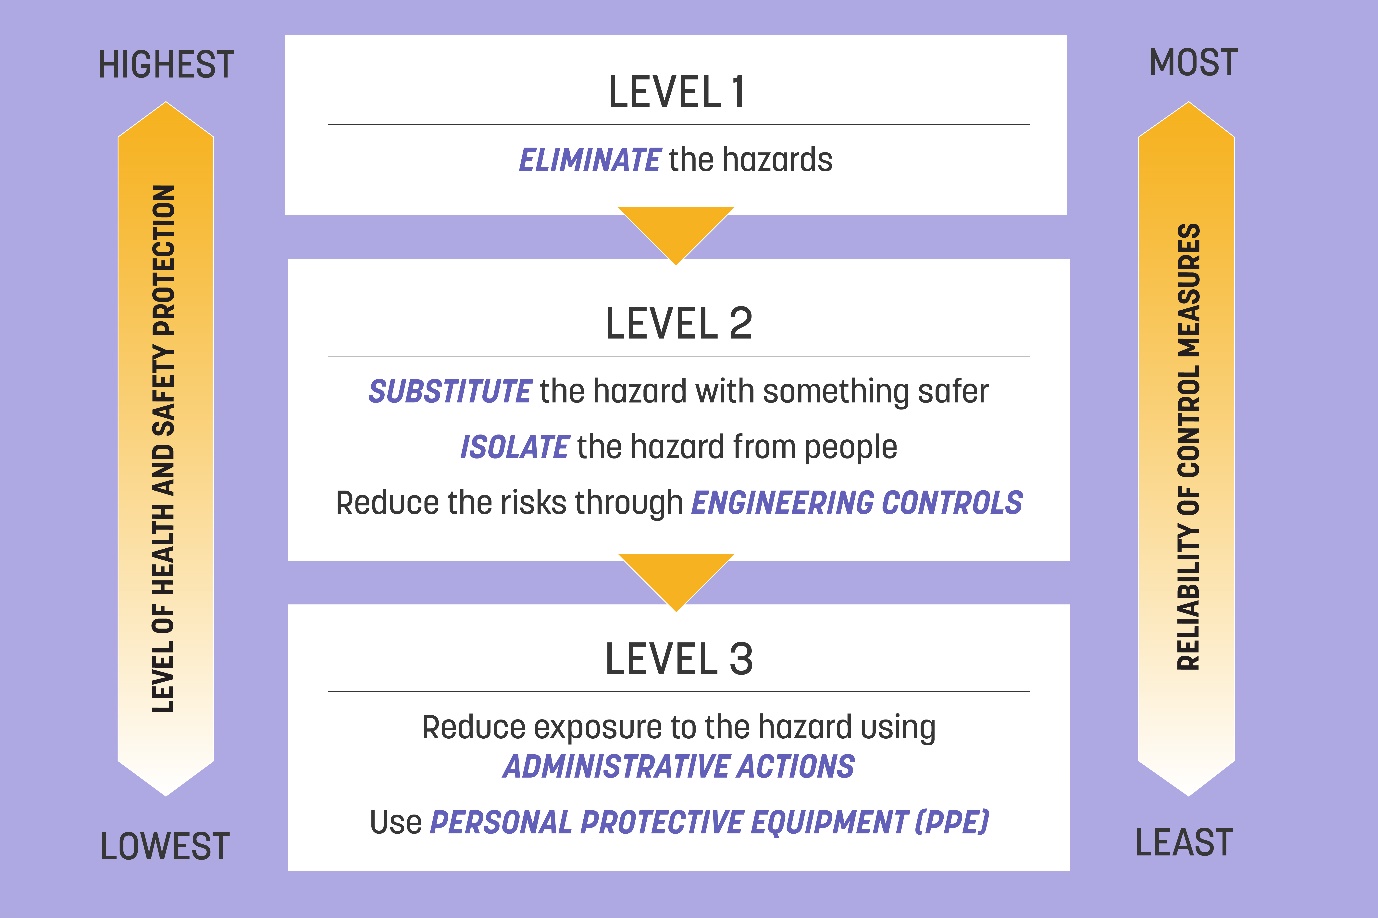 HIGHEST
MOST
LEVEL OF HEALTH AND SAFETY PROTECTION
LEVEL 1
ELIMINATE the hazards
LEVEL 2
SUBSTITUTE the hazard with something safer
ISOLATE the hazard from people
Reduce the risks through ENGINEERING CONTROLS
LEVEL 3
Reduce exposure to the hazard using
ADMINISTRATIVE ACTIONS
Use PERSONAL PROTECTIVE EQUIPMENT (PPE)
RELIABILITY OF CONTROL MEASURES
LOWEST
LEAST